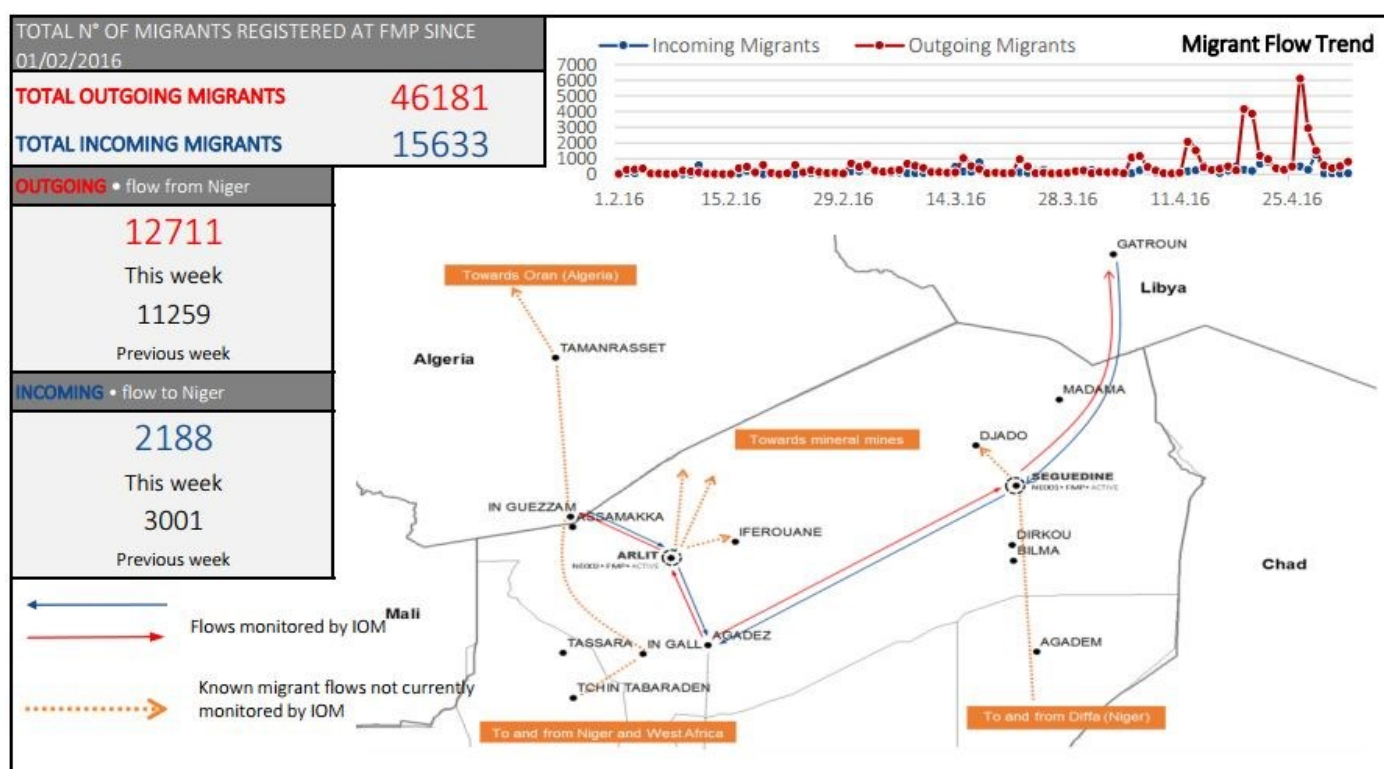 TOTAL N° OF MIGRANTS REGISTERED AT FMP SINCE
01/02/2016
TOTAL OUTGOING MIGRANTS 46181
TOTAL INCOMING MIGRANTS 15633
OUTGOING • flow from Niger
12711
This week
11259
Previous week
INCOMING • flow to Niger
2188
This week
3001
Previous week
Flows monitored by IOM
Known migrant flows not currently
monitored by IOM
Incoming Migrants Outgoing Migrants Migrant Flow Trend
7000
6000
5000
4000
3000
2000
1000
0
1.2.16 15.2.16 29.2.16 14.3.16 28.3.16 11.4.16 25.4.16
GATROUN
Towards Oran (Algeria)
Libya
TAMANRASSET
Algeria
MADAMA
Towards mineral mines
DJADO
SEGUEDINE
NE001• FMP• ACTIVE
IN GUEZZAM
ASSAMAKKA
IFEROUANE
DIRKOU
ARLIT
BILMA
NE002• FMP• ACTIVE
Chad
Mali
TASSARA IN GALL AGADEZ
AGADEM
TCHIN TABARADEN
To and from Diffa (Niger)
To and from Niger and West Africa